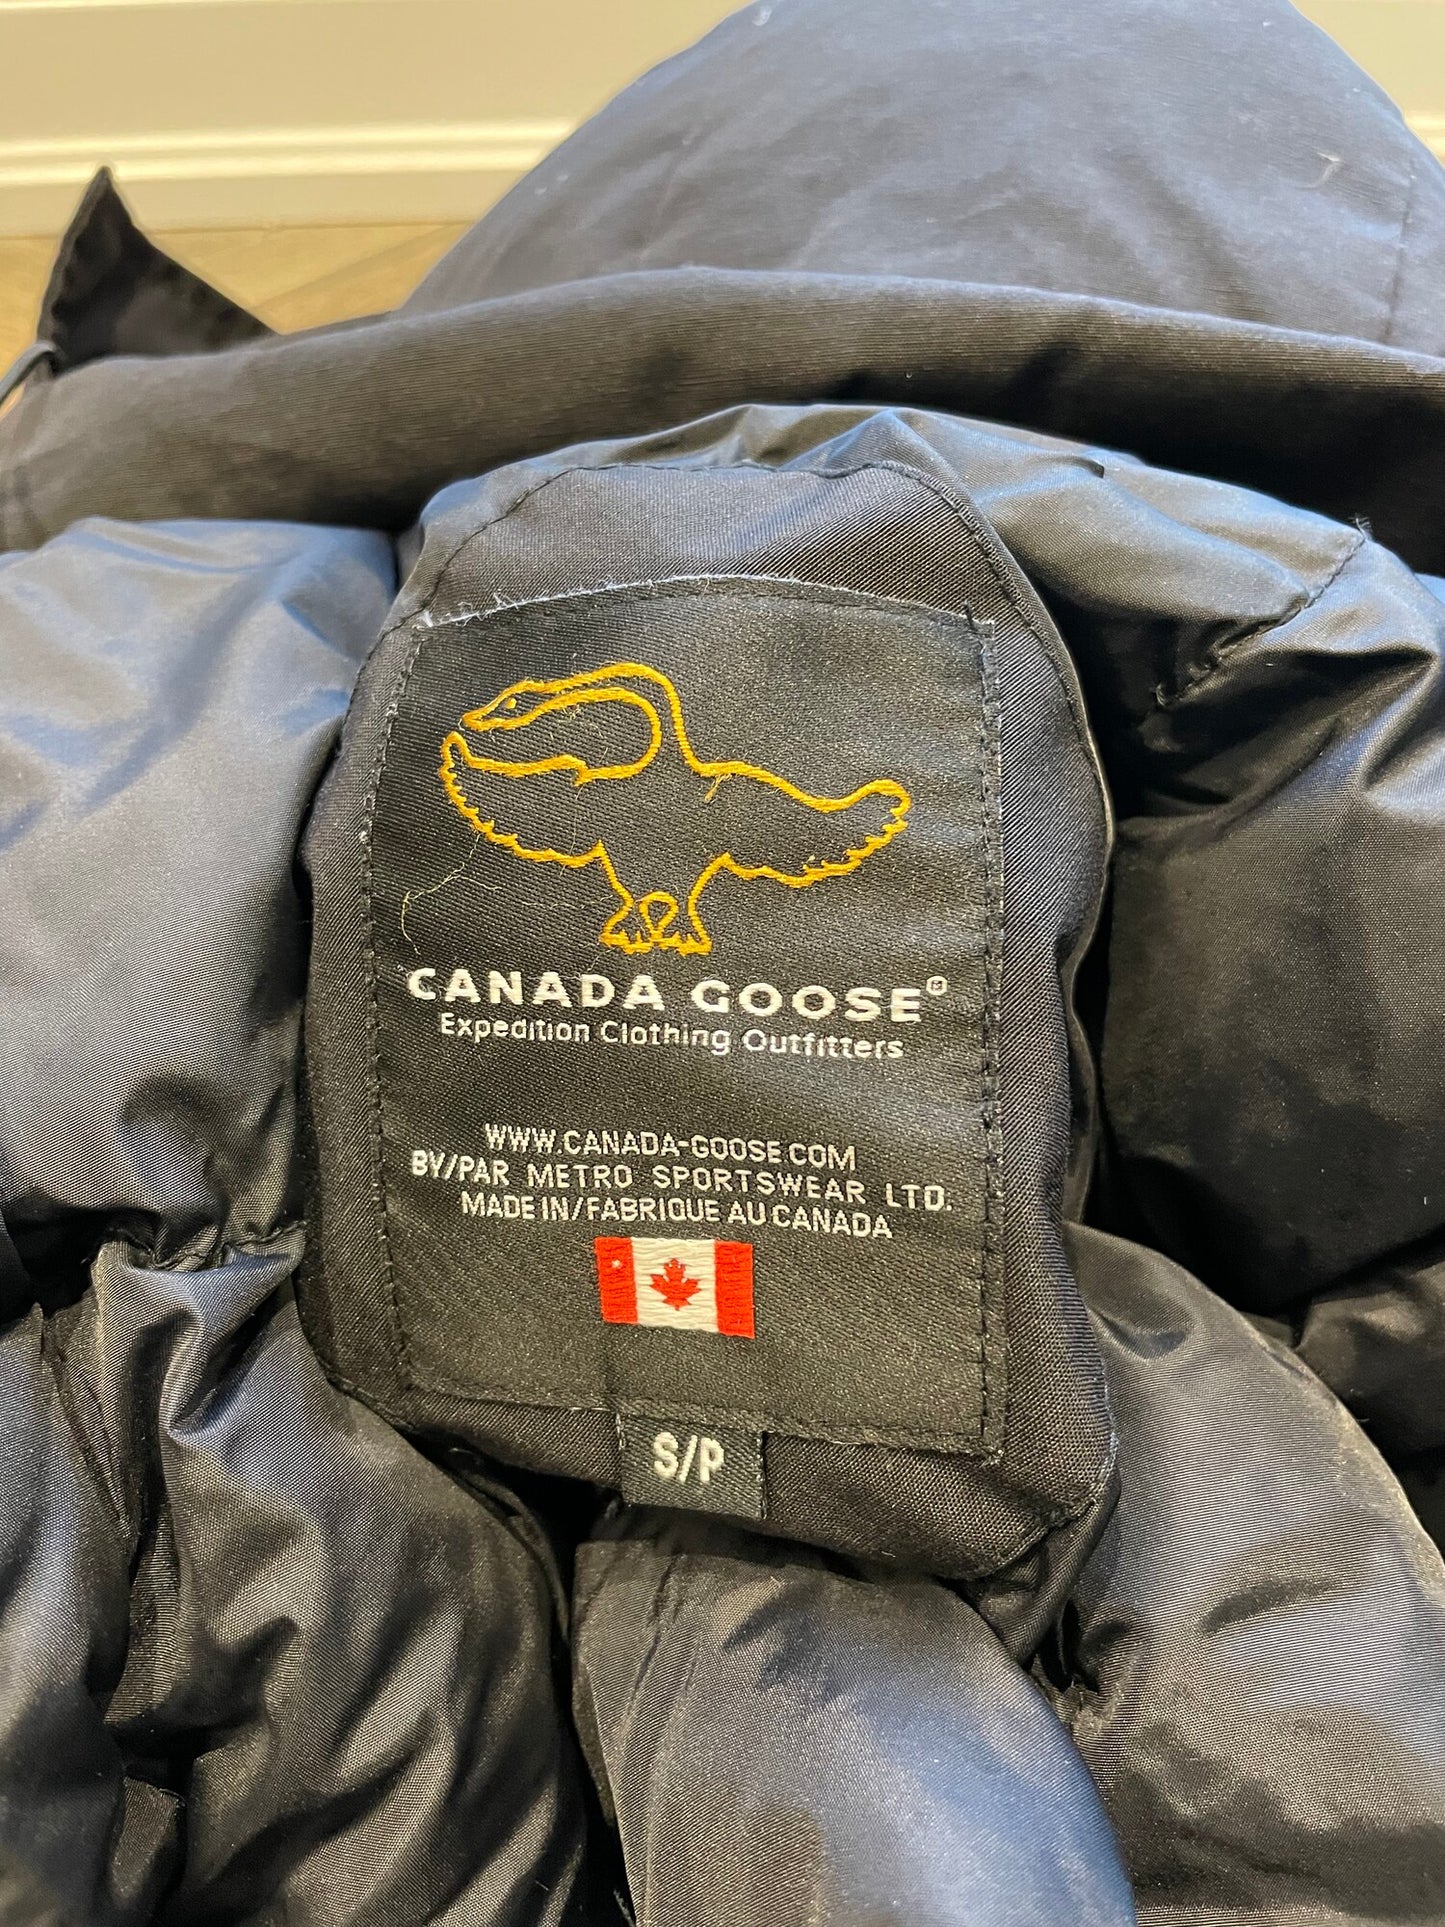 CANADA GOOSE®
Expedition Clothing Outfitters
WWW.CANADA-GOOSE.COM
BY/PAR METRO SPORTSWEAR LTD.
MADE IN/FABRIQUE AU CANADA
S/P